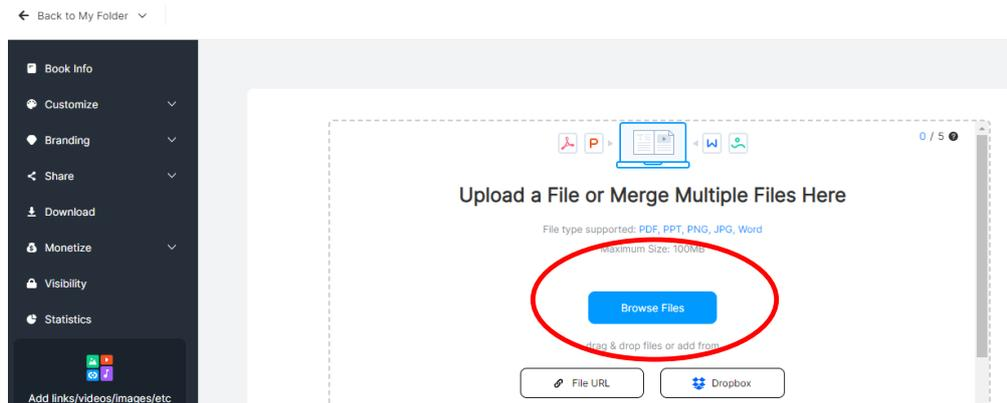 Back to My Folder
Book Info
Customize
Branding
Share
Download
Monetize
Visibility
Statistics
Add links/videos/images/etc
0 / 5
Upload a File or Merge Multiple Files Here
File type supported: PDF, PPT, PNG, JPG, Word
Maximum Size: 100MB
Browse Files
drag & drop files or add from
File URL
Dropbox